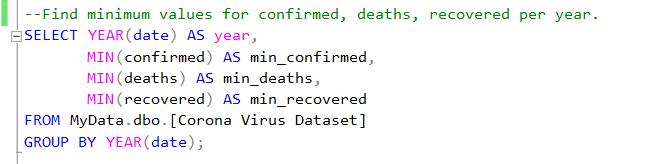 --Find minimum values for confirmed, deaths, recovered per year.
SELECT YEAR(date) AS year,
MIN(confirmed) AS min_confirmed,
MIN(deaths) AS min_deaths,
MIN(recovered) AS min_recovered
FROM MyData.dbo.[Corona Virus Dataset]
GROUP BY YEAR(date);